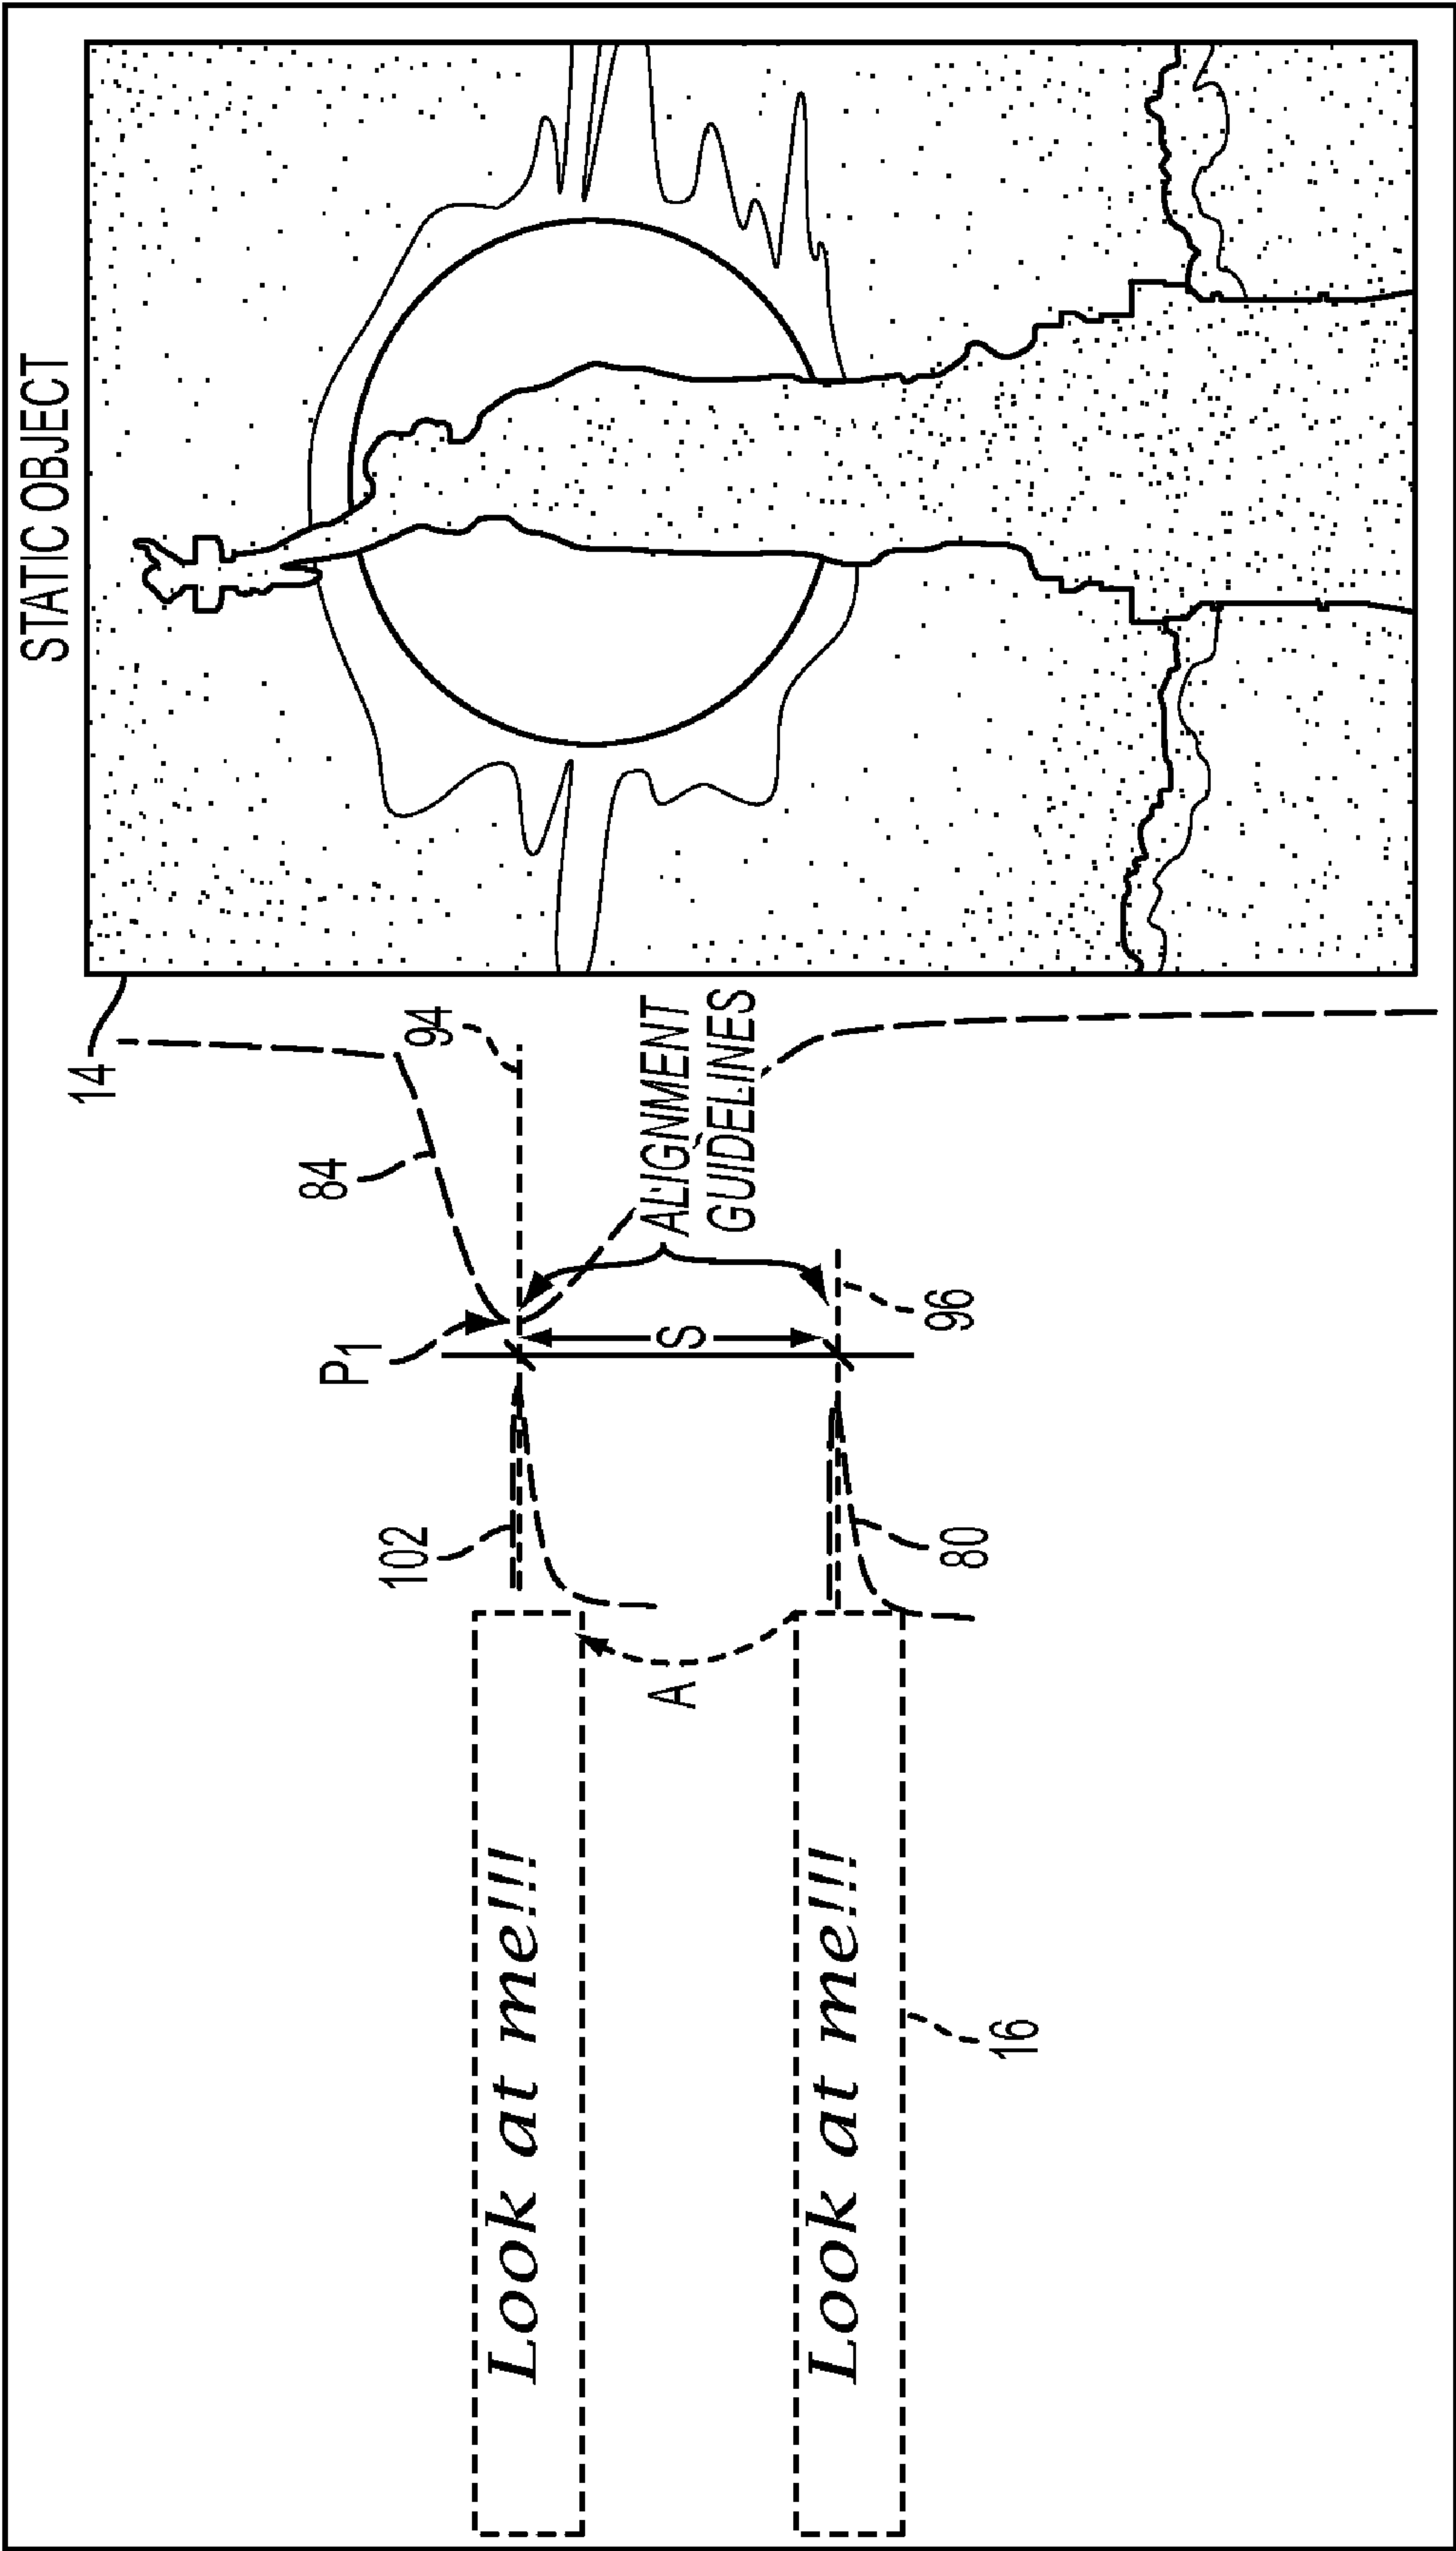 STATIC OBJECT
14
84
94
P1
ALIGNMENT
GUIDELINES
S
96
102
80
A
Look at me!!!
Look at me!!!
16